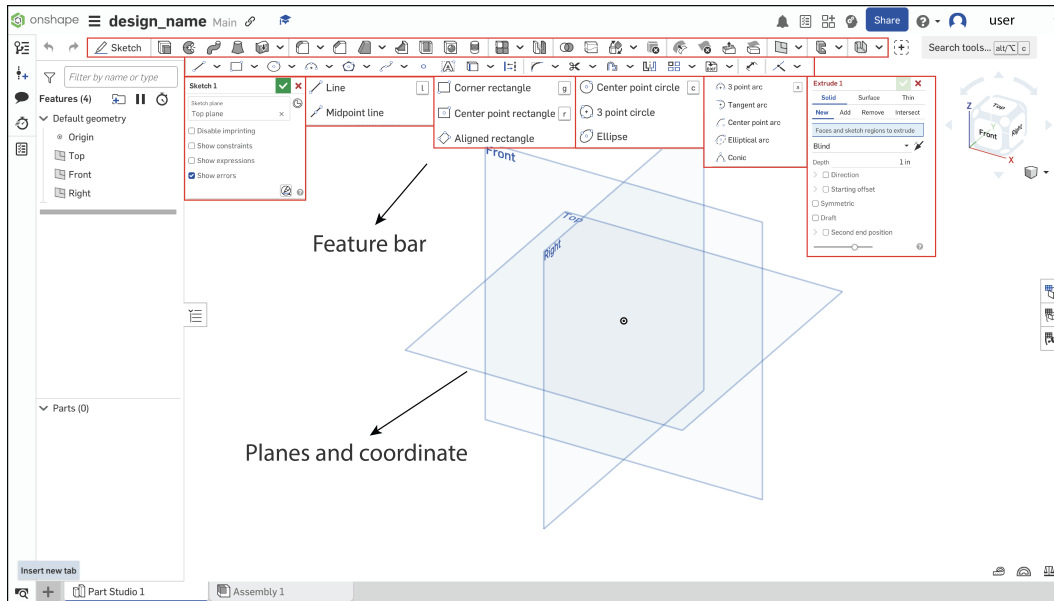 onshape design_name Main Share user
Sketch Search tools... alt/⌥ c
Filter by name or type
Features (4)
Default geometry
Origin
Top
Front
Right
Parts (0)
Sketch 1
Sketch plane
Top plane
Disable imprinting
Show constraints
Show expressions
Show errors
Line l
Midpoint line
Corner rectangle g
Center point rectangle r
Aligned rectangle
Center point circle c
3 point circle
Ellipse
3 point arc a
Tangent arc
Center point arc
Elliptical arc
Conic
Extrude 1
Solid Surface Thin
New Add Remove Intersect
Faces and sketch regions to extrude
Blind
Depth 1 in
Direction
Starting offset
Symmetric
Draft
Second end position
Z
Top
Front
Right
X
Front
Top
Right
Feature bar
Planes and coordinate
Insert new tab
Part Studio 1 Assembly 1